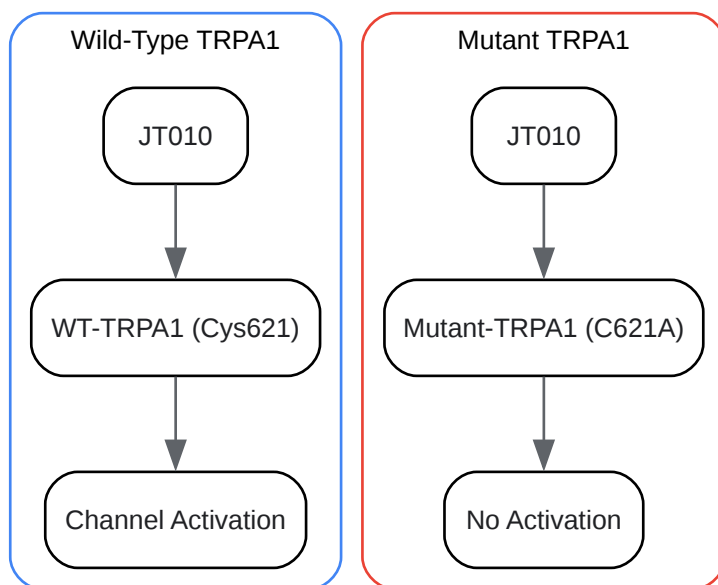 Wild-Type TRPA1
JT010
WT-TRPA1 (Cys621)
Channel Activation
Mutant TRPA1
JT010
Mutant-TRPA1 (C621A)
No Activation